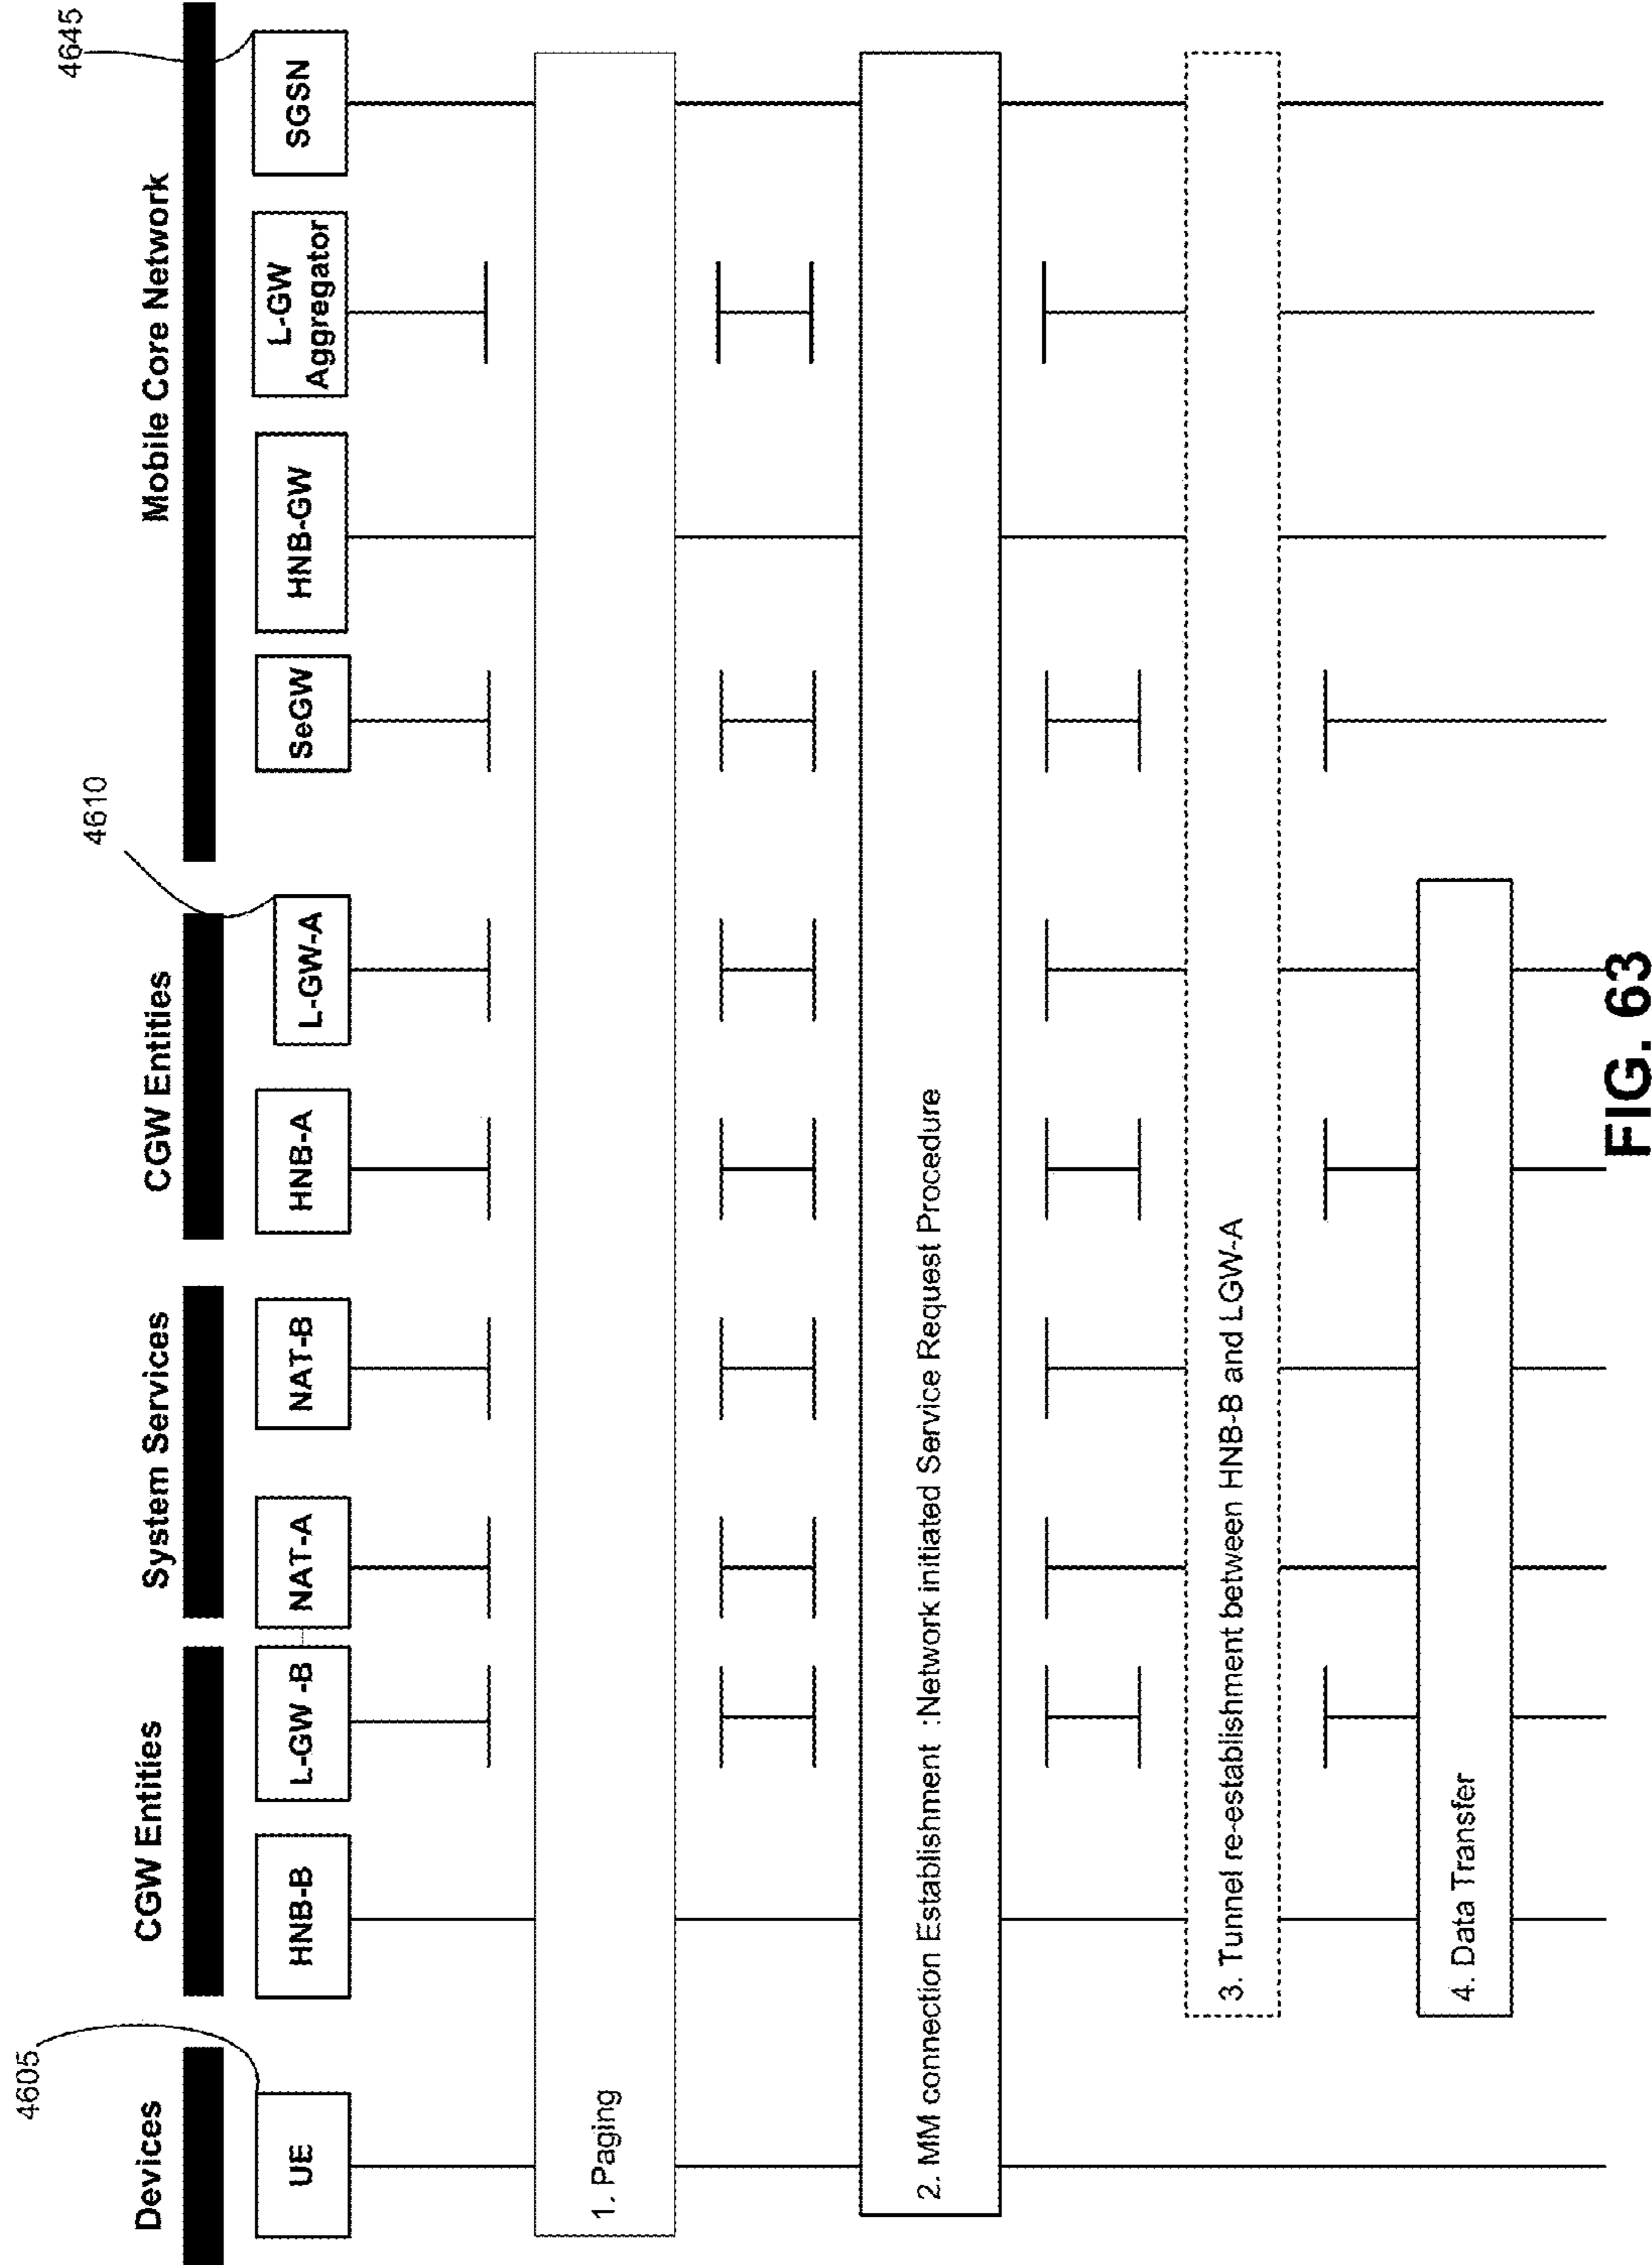 Devices
CGW Entities
System Services
CGW Entities
Mobile Core Network
4605
4610
4645
UE
HNB-B
L-GW -B
NAT-A
NAT-B
HNB-A
L-GW-A
SeGW
HNB-GW
L-GW
Aggregator
SGSN
1. Paging
2. MM connection Establishment :Network initiated Service Request Procedure
3. Tunnel re-establishment between HNB-B and LGW-A
4. Data Transfer
FIG. 63